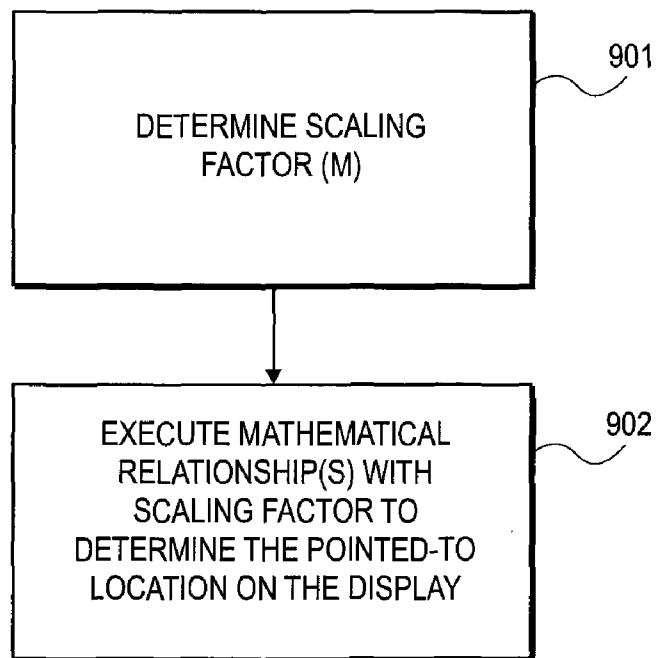 901
DETERMINE SCALING
FACTOR (M)
902
EXECUTE MATHEMATICAL
RELATIONSHIP(S) WITH
SCALING FACTOR TO
DETERMINE THE POINTED-TO
LOCATION ON THE DISPLAY